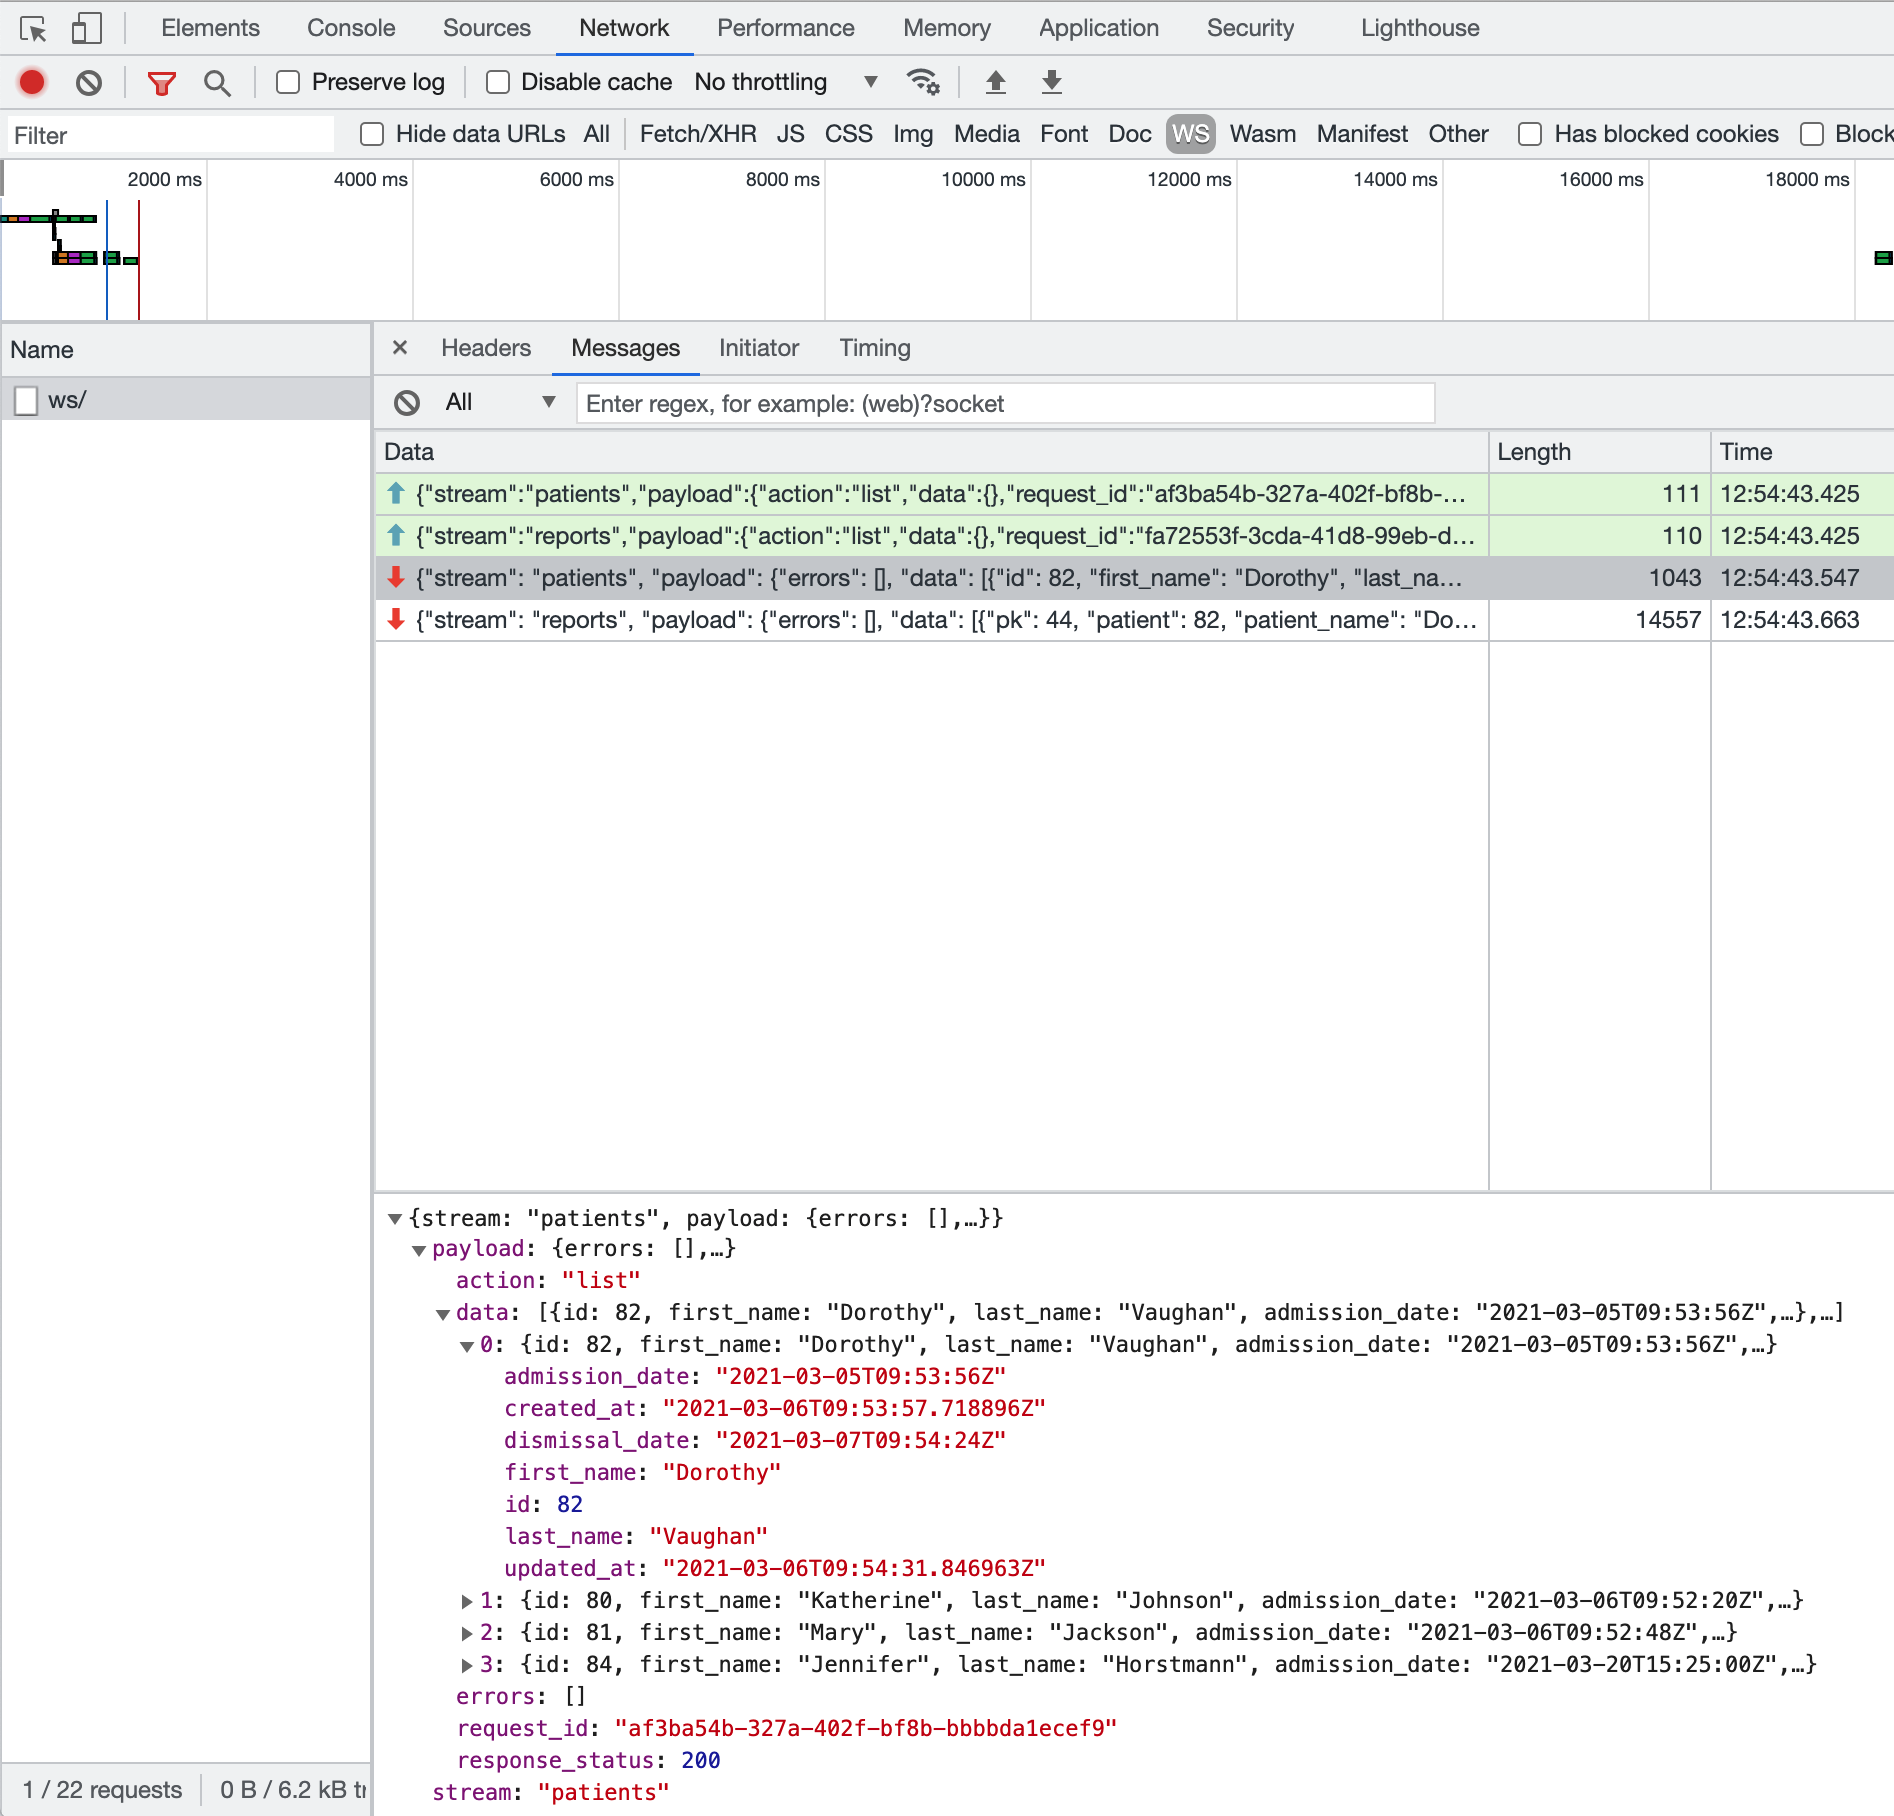 Elements Console Sources Network Performance Memory Application Security Lighthouse
Preserve log Disable cache No throttling
Filter Hide data URLs All Fetch/XHR JS CSS Img Media Font Doc WS Wasm Manifest Other Has blocked cookies Block
2000 ms 4000 ms 6000 ms 8000 ms 10000 ms 12000 ms 14000 ms 16000 ms 18000 ms
Name
ws/
Headers Messages Initiator Timing
All Enter regex, for example: (web)?socket
Data Length Time
{"stream":"patients","payload":{"action":"list","data":{},"request_id":"af3ba54b-327a-402f-bf8b-… 111 12:54:43.425
{"stream":"reports","payload":{"action":"list","data":{},"request_id":"fa72553f-3cda-41d8-99eb-d… 110 12:54:43.425
{"stream": "patients", "payload": {"errors": [], "data": [{"id": 82, "first_name": "Dorothy", "last_na… 1043 12:54:43.547
{"stream": "reports", "payload": {"errors": [], "data": [{"pk": 44, "patient": 82, "patient_name": "Do… 14557 12:54:43.663
{stream: "patients", payload: {errors: [],…}}
payload: {errors: [],…}
action: "list"
data: [{id: 82, first_name: "Dorothy", last_name: "Vaughan", admission_date: "2021-03-05T09:53:56Z",…},…]
0: {id: 82, first_name: "Dorothy", last_name: "Vaughan", admission_date: "2021-03-05T09:53:56Z",…}
admission_date: "2021-03-05T09:53:56Z"
created_at: "2021-03-06T09:53:57.718896Z"
dismissal_date: "2021-03-07T09:54:24Z"
first_name: "Dorothy"
id: 82
last_name: "Vaughan"
updated_at: "2021-03-06T09:54:31.846963Z"
1: {id: 80, first_name: "Katherine", last_name: "Johnson", admission_date: "2021-03-06T09:52:20Z",…}
2: {id: 81, first_name: "Mary", last_name: "Jackson", admission_date: "2021-03-06T09:52:48Z",…}
3: {id: 84, first_name: "Jennifer", last_name: "Horstmann", admission_date: "2021-03-20T15:25:00Z",…}
errors: []
request_id: "af3ba54b-327a-402f-bf8b-bbbbda1ecef9"
response_status: 200
stream: "patients"
1 / 22 requests 0 B / 6.2 kB tr